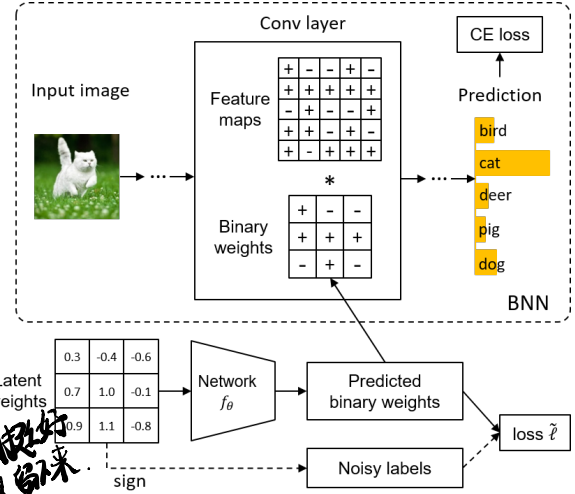 Conv layer
CE loss
Input image
Feature maps
+ - - + -
+ + + + +
- + - - +
+ + - + -
+ - + + +
*
Binary weights
+ - -
+ + +
- + -
Prediction
bird
cat
deer
pig
dog
BNN
0.3 -0.4 -0.6
0.7 1.0 -0.1
0.9 1.1 -0.8
Network
fθ
Predicted
binary weights
loss ℓ̃
sign
Noisy labels